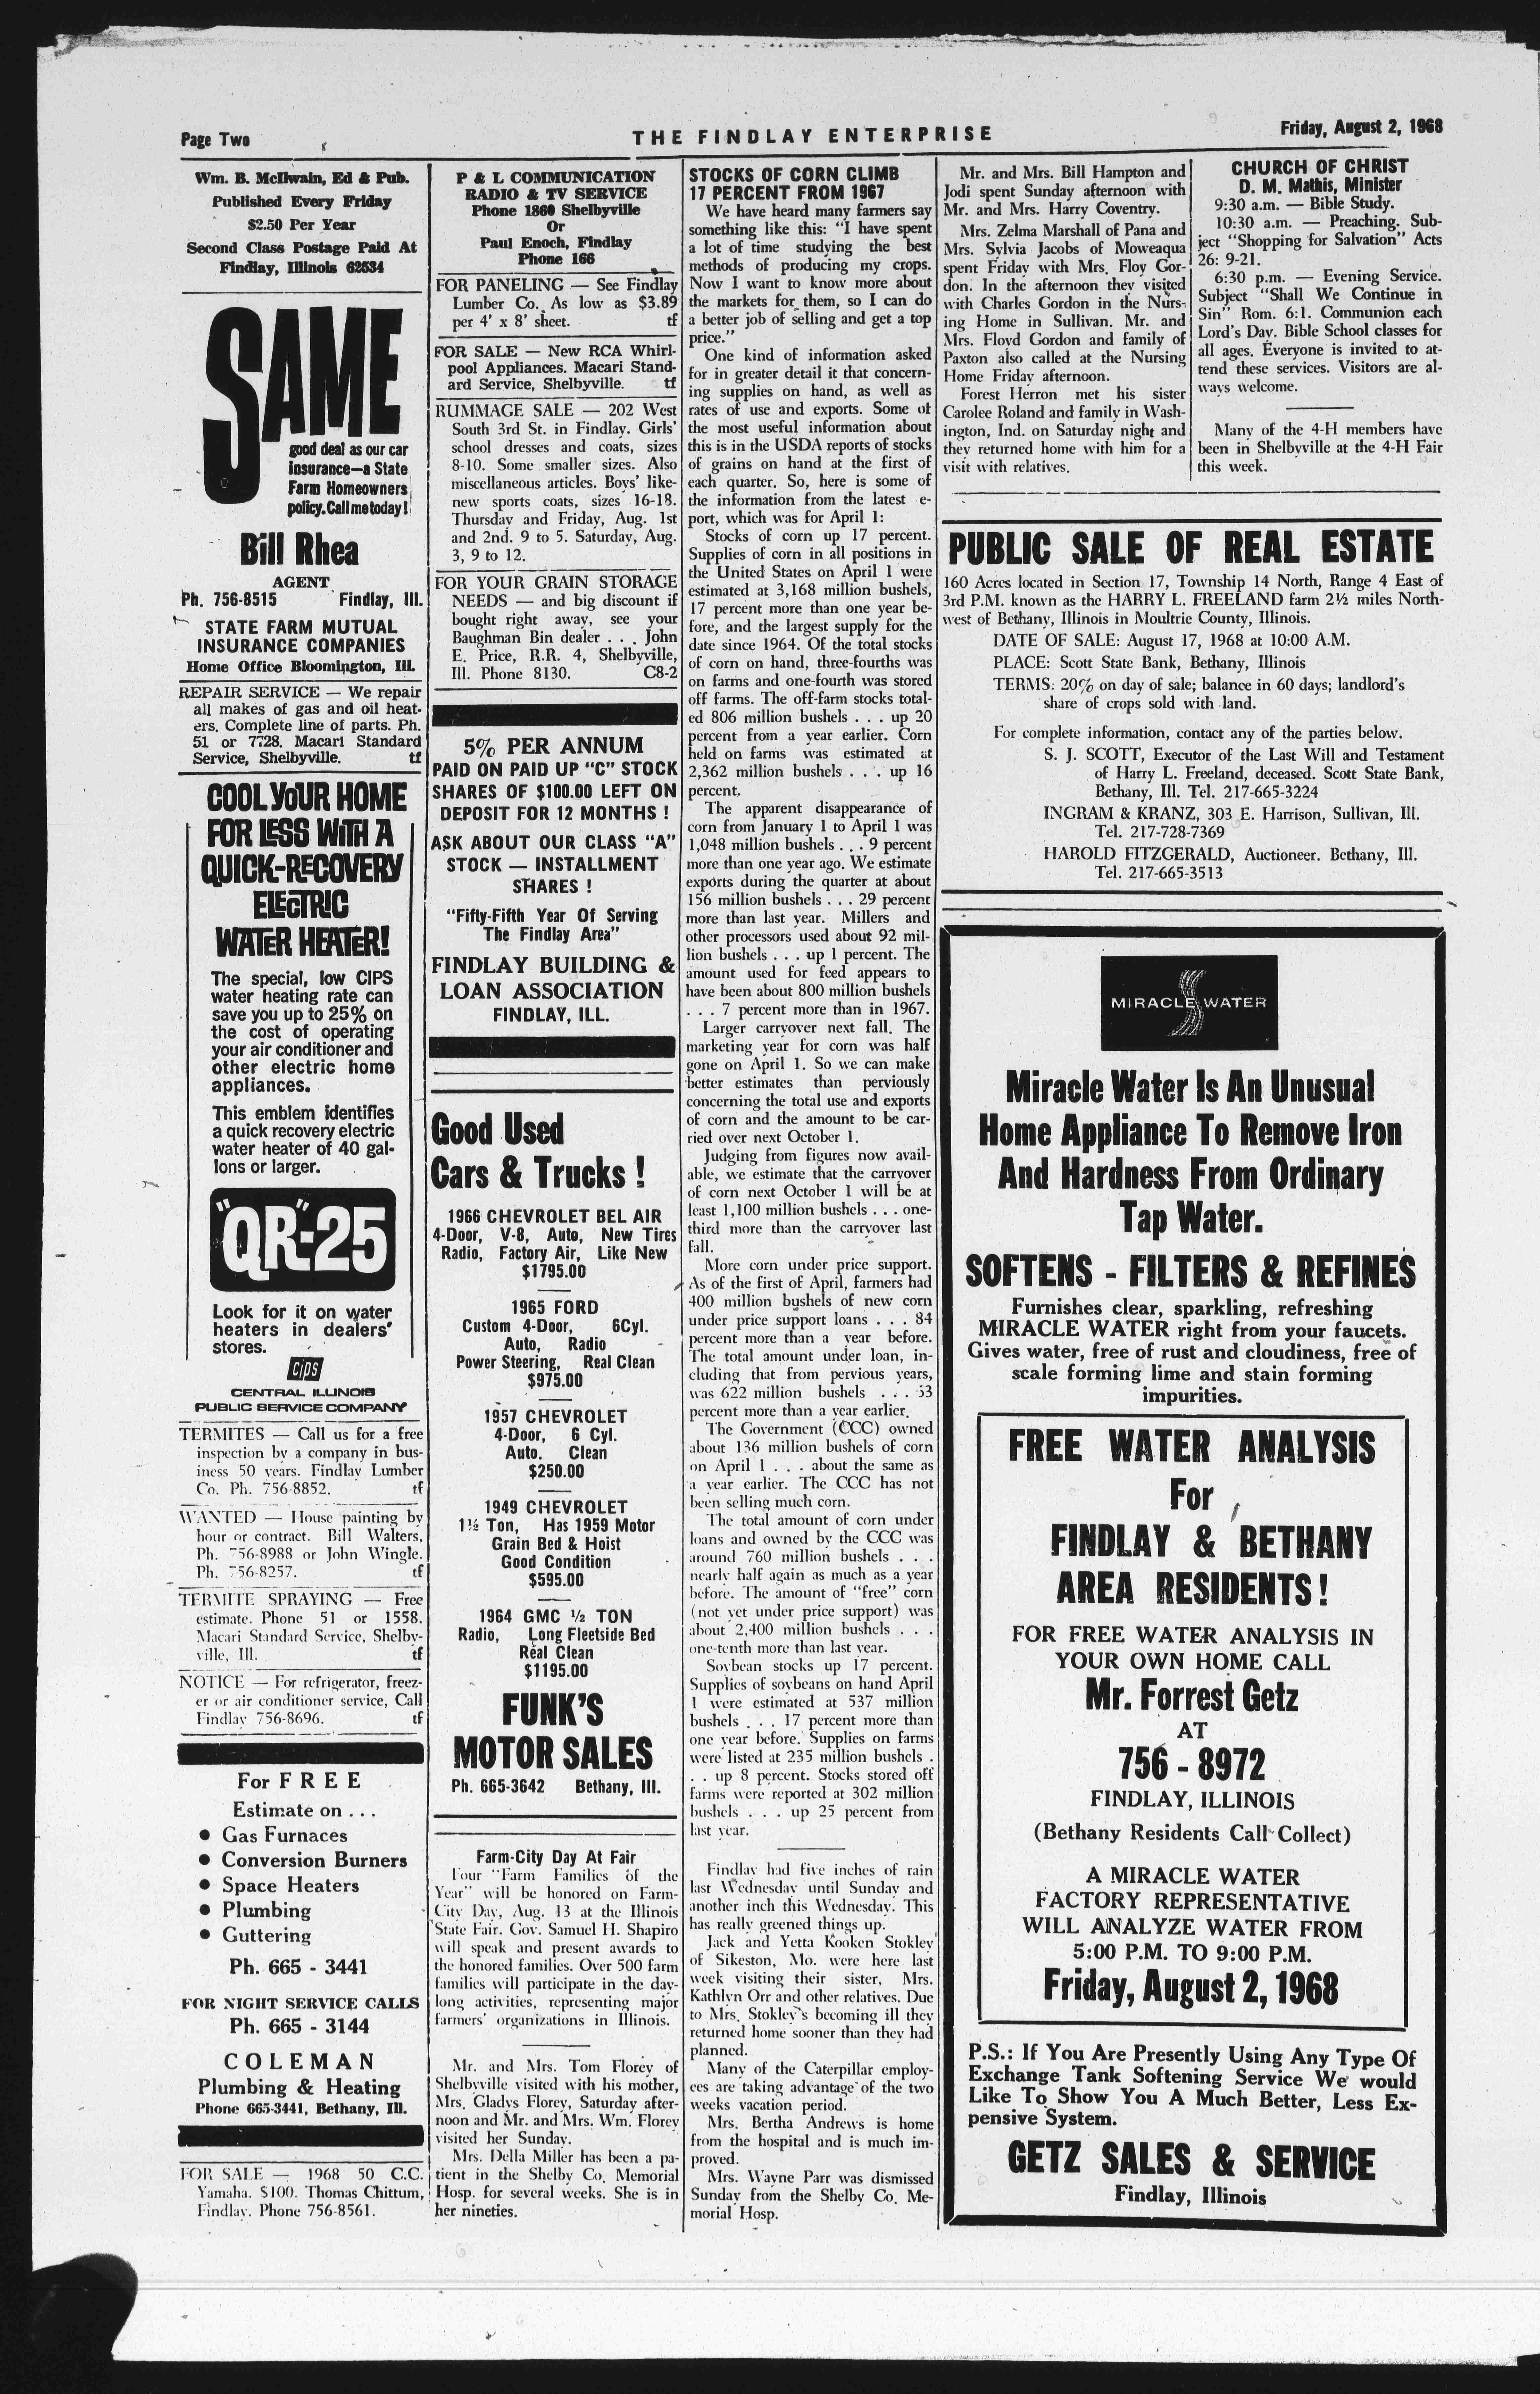 Page Two
THE FINDLAY ENTERPRISE
Friday, August 2, 1968
Wm. B. McIlwain, Ed & Pub.
Published Every Friday
$2.50 Per Year
Second Class Postage Paid At
Findlay, Illinois 62534
SAME
good deal as our car
insurance—a State
Farm Homeowners
policy. Call me today!
Bill Rhea
AGENT
Ph. 756-8515 Findlay, Ill.
STATE FARM MUTUAL
INSURANCE COMPANIES
Home Office Bloomington, Ill.
REPAIR SERVICE — We repair
all makes of gas and oil heat-
ers. Complete line of parts. Ph.
51 or 7728. Macari Standard
Service, Shelbyville. tf
COOL YOUR HOME
FOR LESS WITH A
QUICK-RECOVERY
ELECTRIC
WATER HEATER!
The special, low CIPS
water heating rate can
save you up to 25% on
the cost of operating
your air conditioner and
other electric home
appliances.
This emblem identifies
a quick recovery electric
water heater of 40 gal-
lons or larger.
"QR"-25
Look for it on water
heaters in dealers'
stores.
CIPS
CENTRAL ILLINOIS
PUBLIC SERVICE COMPANY
TERMITES — Call us for a free
inspection by a company in bus-
iness 50 years. Findlay Lumber
Co. Ph. 756-8852. tf
WANTED — House painting by
hour or contract. Bill Walters,
Ph. 756-8988 or John Wingle.
Ph. 756-8257. tf
TERMITE SPRAYING — Free
estimate. Phone 51 or 1558.
Macari Standard Service, Shelby-
ville, Ill. tf
NOTICE — For refrigerator, freez-
er or air conditioner service, Call
Findlay 756-8696. tf
For FREE
Estimate on . . .
● Gas Furnaces
● Conversion Burners
● Space Heaters
● Plumbing
● Guttering
Ph. 665 - 3441
FOR NIGHT SERVICE CALLS
Ph. 665 - 3144
COLEMAN
Plumbing & Heating
Phone 665-3441, Bethany, Ill.
FOR SALE — 1968 50 C.C.
Yamaha. $100. Thomas Chittum,
Findlay. Phone 756-8561.
P & L COMMUNICATION
RADIO & TV SERVICE
Phone 1860 Shelbyville
Or
Paul Enoch, Findlay
Phone 166
FOR PANELING — See Findlay
Lumber Co. As low as $3.89
per 4' x 8' sheet. tf
FOR SALE — New RCA Whirl-
pool Appliances. Macari Stand-
ard Service, Shelbyville. tf
RUMMAGE SALE — 202 West
South 3rd St. in Findlay. Girls'
school dresses and coats, sizes
8-10. Some smaller sizes. Also
miscellaneous articles. Boys' like-
new sports coats, sizes 16-18.
Thursday and Friday, Aug. 1st
and 2nd. 9 to 5. Saturday, Aug.
3, 9 to 12.
FOR YOUR GRAIN STORAGE
NEEDS — and big discount if
bought right away, see your
Baughman Bin dealer . . . John
E. Price, R.R. 4, Shelbyville,
Ill. Phone 8130. C8-2
5% PER ANNUM
PAID ON PAID UP "C" STOCK
SHARES OF $100.00 LEFT ON
DEPOSIT FOR 12 MONTHS !
ASK ABOUT OUR CLASS "A"
STOCK — INSTALLMENT
SHARES !
"Fifty-Fifth Year Of Serving
The Findlay Area"
FINDLAY BUILDING &
LOAN ASSOCIATION
FINDLAY, ILL.
Good Used
Cars & Trucks !
1966 CHEVROLET BEL AIR
4-Door, V-8, Auto, New Tires
Radio, Factory Air, Like New
$1795.00
1965 FORD
Custom 4-Door, 6Cyl.
Auto, Radio
Power Steering, Real Clean
$975.00
1957 CHEVROLET
4-Door, 6 Cyl.
Auto. Clean
$250.00
1949 CHEVROLET
1½ Ton, Has 1959 Motor
Grain Bed & Hoist
Good Condition
$595.00
1964 GMC ½ TON
Radio, Long Fleetside Bed
Real Clean
$1195.00
FUNK'S
MOTOR SALES
Ph. 665-3642 Bethany, Ill.
Farm-City Day At Fair
Four "Farm Families of the
Year" will be honored on Farm-
City Day, Aug. 13 at the Illinois
State Fair. Gov. Samuel H. Shapiro
will speak and present awards to
the honored families. Over 500 farm
families will participate in the day-
long activities, representing major
farmers' organizations in Illinois.
Mr. and Mrs. Tom Florey of
Shelbyville visited with his mother,
Mrs. Gladys Florey, Saturday after-
noon and Mr. and Mrs. Wm. Florey
visited her Sunday.
Mrs. Della Miller has been a pa-
tient in the Shelby Co. Memorial
Hosp. for several weeks. She is in
her nineties.
STOCKS OF CORN CLIMB
17 PERCENT FROM 1967
We have heard many farmers say
something like this: "I have spent
a lot of time studying the best
methods of producing my crops.
Now I want to know more about
the markets for them, so I can do
a better job of selling and get a top
price."
One kind of information asked
for in greater detail it that concern-
ing supplies on hand, as well as
rates of use and exports. Some of
the most useful information about
this is in the USDA reports of stocks
of grains on hand at the first of
each quarter. So, here is some of
the information from the latest e-
port, which was for April 1:
Stocks of corn up 17 percent.
Supplies of corn in all positions in
the United States on April 1 were
estimated at 3,168 million bushels,
17 percent more than one year be-
fore, and the largest supply for the
date since 1964. Of the total stocks
of corn on hand, three-fourths was
on farms and one-fourth was stored
off farms. The off-farm stocks total-
ed 806 million bushels . . . up 20
percent from a year earlier. Corn
held on farms was estimated at
2,362 million bushels . . . up 16
percent.
The apparent disappearance of
corn from January 1 to April 1 was
1,048 million bushels . . . 9 percent
more than one year ago. We estimate
exports during the quarter at about
156 million bushels . . . 29 percent
more than last year. Millers and
other processors used about 92 mil-
lion bushels . . . up 1 percent. The
amount used for feed appears to
have been about 800 million bushels
. . . 7 percent more than in 1967.
Larger carryover next fall. The
marketing year for corn was half
gone on April 1. So we can make
better estimates than perviously
concerning the total use and exports
of corn and the amount to be car-
ried over next October 1.
Judging from figures now avail-
able, we estimate that the carryover
of corn next October 1 will be at
least 1,100 million bushels . . . one-
third more than the carryover last
fall.
More corn under price support.
As of the first of April, farmers had
400 million bushels of new corn
under price support loans . . . 84
percent more than a year before.
The total amount under loan, in-
cluding that from pervious years,
was 622 million bushels . . . 53
percent more than a year earlier.
The Government (CCC) owned
about 136 million bushels of corn
on April 1 . . . about the same as
a year earlier. The CCC has not
been selling much corn.
The total amount of corn under
loans and owned by the CCC was
around 760 million bushels . . .
nearly half again as much as a year
before. The amount of "free" corn
(not yet under price support) was
about 2,400 million bushels . . .
one-tenth more than last year.
Soybean stocks up 17 percent.
Supplies of soybeans on hand April
1 were estimated at 537 million
bushels . . . 17 percent more than
one year before. Supplies on farms
were listed at 235 million bushels .
. . up 8 percent. Stocks stored off
farms were reported at 302 million
bushels . . . up 25 percent from
last year.
Findlay had five inches of rain
last Wednesday until Sunday and
another inch this Wednesday. This
has really greened things up.
Jack and Yetta Kooken Stokley
of Sikeston, Mo. were here last
week visiting their sister, Mrs.
Kathlyn Orr and other relatives. Due
to Mrs. Stokley's becoming ill they
returned home sooner than they had
planned.
Many of the Caterpillar employ-
ees are taking advantage of the two
weeks vacation period.
Mrs. Bertha Andrews is home
from the hospital and is much im-
proved.
Mrs. Wayne Parr was dismissed
Sunday from the Shelby Co. Me-
morial Hosp.
Mr. and Mrs. Bill Hampton and
Jodi spent Sunday afternoon with
Mr. and Mrs. Harry Coventry.
Mrs. Zelma Marshall of Pana and
Mrs. Sylvia Jacobs of Moweaqua
spent Friday with Mrs. Floy Gor-
don. In the afternoon they visited
with Charles Gordon in the Nurs-
ing Home in Sullivan. Mr. and
Mrs. Floyd Gordon and family of
Paxton also called at the Nursing
Home Friday afternoon.
Forest Herron met his sister
Carolee Roland and family in Wash-
ington, Ind. on Saturday night and
they returned home with him for a
visit with relatives.
CHURCH OF CHRIST
D. M. Mathis, Minister
9:30 a.m. — Bible Study.
10:30 a.m. — Preaching. Sub-
ject "Shopping for Salvation" Acts
26: 9-21.
6:30 p.m. — Evening Service.
Subject "Shall We Continue in
Sin" Rom. 6:1. Communion each
Lord's Day. Bible School classes for
all ages. Everyone is invited to at-
tend these services. Visitors are al-
ways welcome.
Many of the 4-H members have
been in Shelbyville at the 4-H Fair
this week.
PUBLIC SALE OF REAL ESTATE
160 Acres located in Section 17, Township 14 North, Range 4 East of
3rd P.M. known as the HARRY L. FREELAND farm 2½ miles North-
west of Bethany, Illinois in Moultrie County, Illinois.
DATE OF SALE: August 17, 1968 at 10:00 A.M.
PLACE: Scott State Bank, Bethany, Illinois
TERMS: 20% on day of sale; balance in 60 days; landlord's
share of crops sold with land.
For complete information, contact any of the parties below.
S. J. SCOTT, Executor of the Last Will and Testament
of Harry L. Freeland, deceased. Scott State Bank,
Bethany, Ill. Tel. 217-665-3224
INGRAM & KRANZ, 303 E. Harrison, Sullivan, Ill.
Tel. 217-728-7369
HAROLD FITZGERALD, Auctioneer. Bethany, Ill.
Tel. 217-665-3513
MIRACLE WATER
Miracle Water Is An Unusual
Home Appliance To Remove Iron
And Hardness From Ordinary
Tap Water.
SOFTENS - FILTERS & REFINES
Furnishes clear, sparkling, refreshing
MIRACLE WATER right from your faucets.
Gives water, free of rust and cloudiness, free of
scale forming lime and stain forming
impurities.
FREE WATER ANALYSIS
For
FINDLAY & BETHANY
AREA RESIDENTS!
FOR FREE WATER ANALYSIS IN
YOUR OWN HOME CALL
Mr. Forrest Getz
AT
756 - 8972
FINDLAY, ILLINOIS
(Bethany Residents Call Collect)
A MIRACLE WATER
FACTORY REPRESENTATIVE
WILL ANALYZE WATER FROM
5:00 P.M. TO 9:00 P.M.
Friday, August 2, 1968
P.S.: If You Are Presently Using Any Type Of
Exchange Tank Softening Service We would
Like To Show You A Much Better, Less Ex-
pensive System.
GETZ SALES & SERVICE
Findlay, Illinois